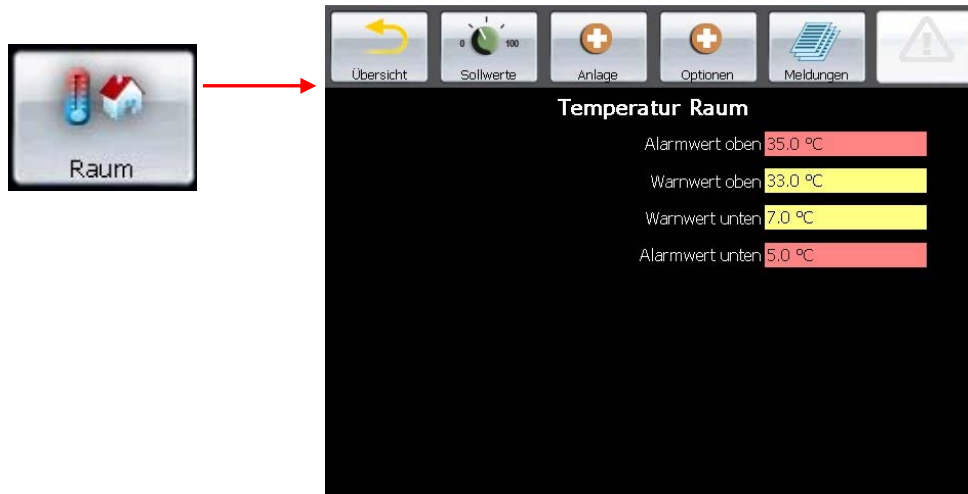 Raum
Übersicht
0 100
Sollwerte
Anlage
Optionen
Meldungen
Temperatur Raum
Alarmwert oben 35.0 °C
Warnwert oben 33.0 °C
Warnwert unten 7.0 °C
Alarmwert unten 5.0 °C